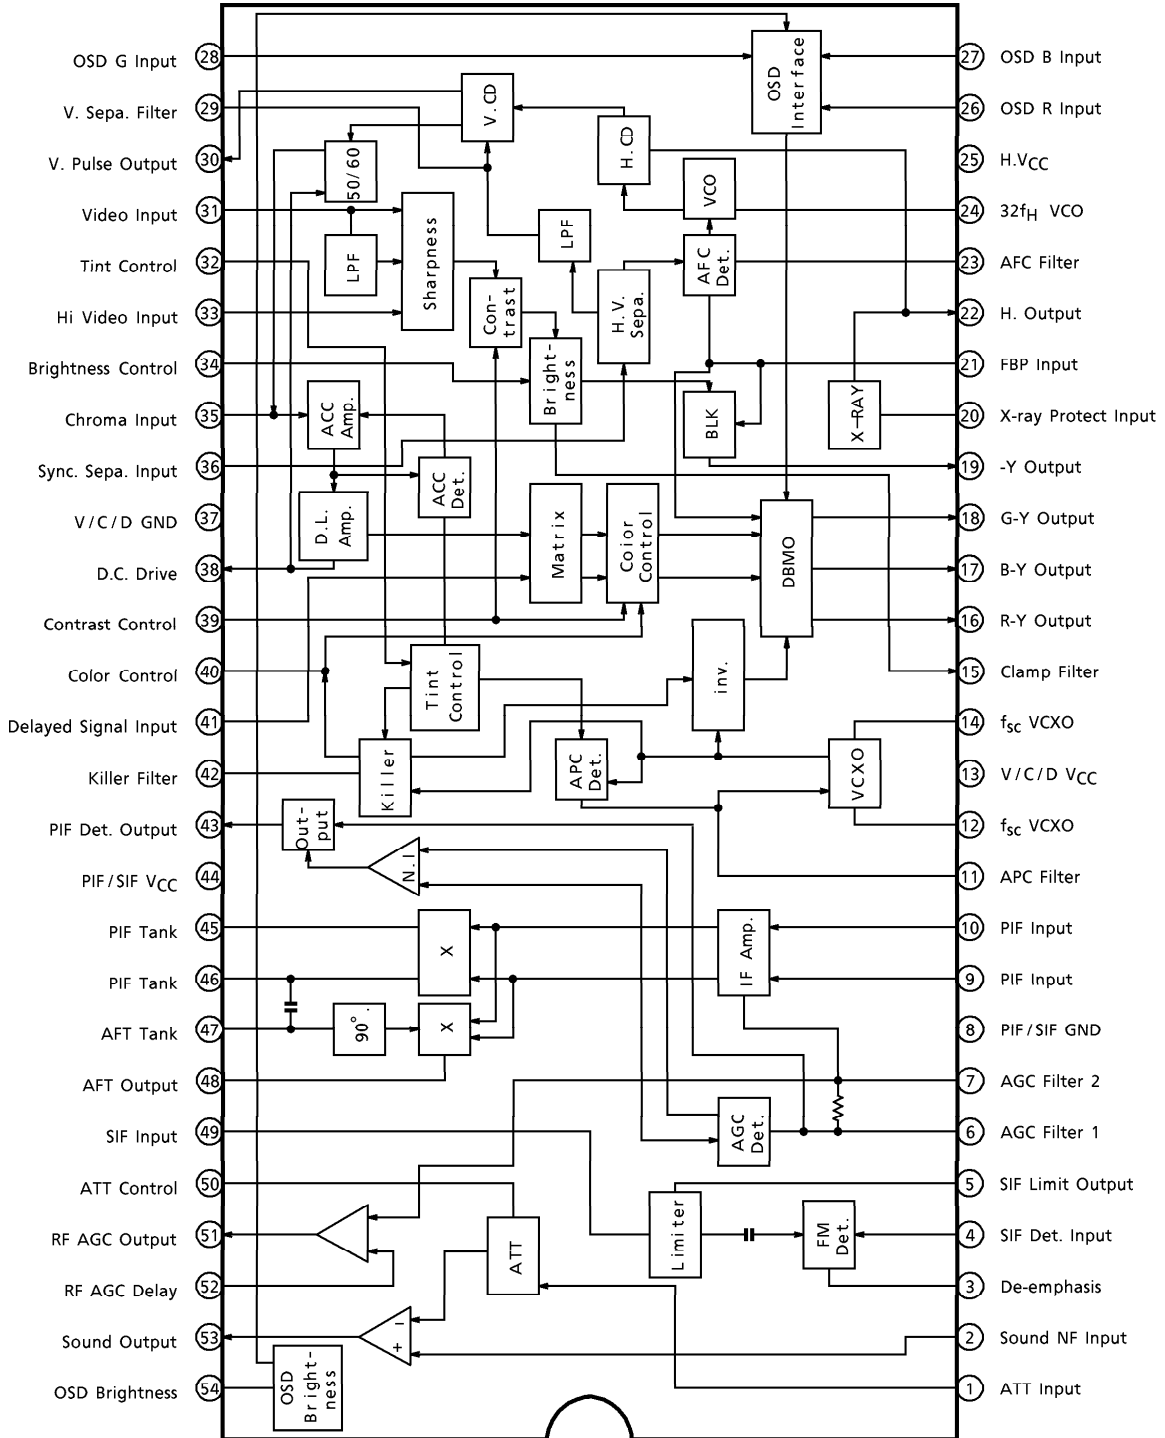 OSD G Input 28
V. Sepa. Filter 29
V. Pulse Output 30
Video Input 31
Tint Control 32
Hi Video Input 33
Brightness Control 34
Chroma Input 35
Sync. Sepa. Input 36
V/C/D GND 37
D.C. Drive 38
Contrast Control 39
Color Control 40
Delayed Signal Input 41
Killer Filter 42
PIF Det. Output 43
PIF/SIF VCC 44
PIF Tank 45
PIF Tank 46
AFT Tank 47
AFT Output 48
SIF Input 49
ATT Control 50
RF AGC Output 51
RF AGC Delay 52
Sound Output 53
OSD Brightness 54
OSD
Interface
V.CD
H.CD
50/60
VCO
LPF
LPF
Sharpness
AFC
Det.
H.V.
Sepa.
Con-
trast
Bright-
ness
BLK
X-RAY
ACC
Amp.
ACC
Det.
D.L.
Amp.
Matrix
Color
Control
DBMO
Tint
Control
inv.
Killer
APC
Det.
VCXO
Out-
put
N.I
X
IF Amp.
90°.
X
AGC
Det.
Limiter
FM
Det.
ATT
+ −
OSD
Bright-
ness
27 OSD B Input
26 OSD R Input
25 H.VCC
24 32fH VCO
23 AFC Filter
22 H. Output
21 FBP Input
20 X-ray Protect Input
19 -Y Output
18 G-Y Output
17 B-Y Output
16 R-Y Output
15 Clamp Filter
14 fsc VCXO
13 V/C/D VCC
12 fsc VCXO
11 APC Filter
10 PIF Input
9 PIF Input
8 PIF/SIF GND
7 AGC Filter 2
6 AGC Filter 1
5 SIF Limit Output
4 SIF Det. Input
3 De-emphasis
2 Sound NF Input
1 ATT Input